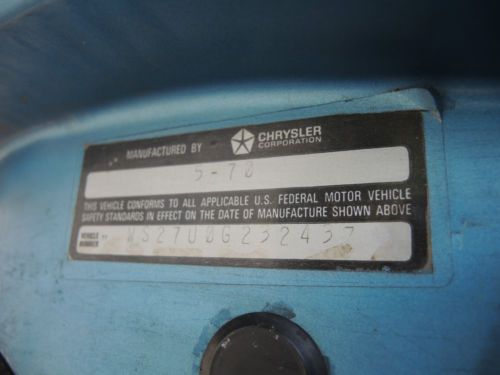 MANUFACTURED BY CHRYSLER
CORPORATION
5-70
THIS VEHICLE CONFORMS TO ALL APPLICABLE U.S. FEDERAL MOTOR VEHICLE
SAFETY STANDARDS IN EFFECT ON THE DATE OF MANUFACTURE SHOWN ABOVE
VEHICLE
NUMBER WS27U0G232437